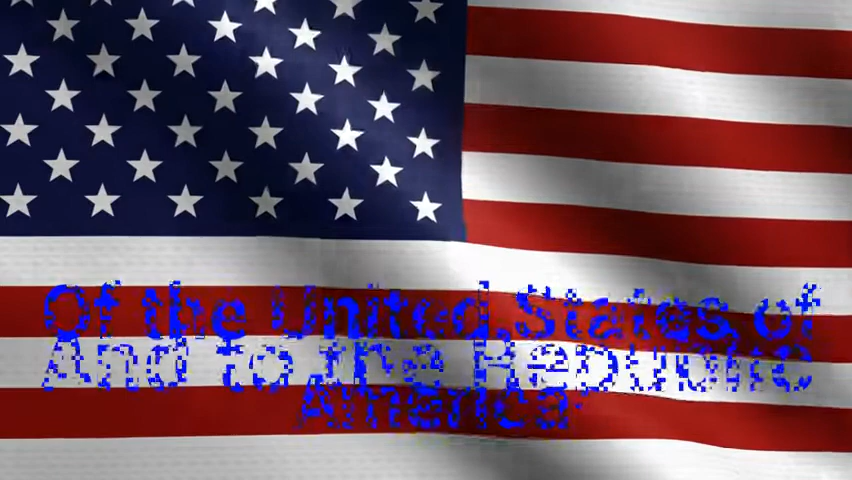 Of the United States of
And to the Republic
America